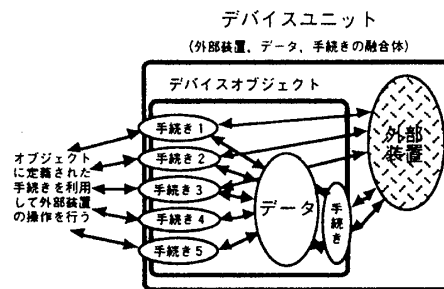 デバイスユニット
(外部装置、データ、手続きの融合体)
デバイスオブジェクト
手続き1
手続き2
手続き3
手続き4
手続き5
オブジェクト
に定義された
手続きを利用
して外部装置
の操作を行う
データ
手続き
外部
装置